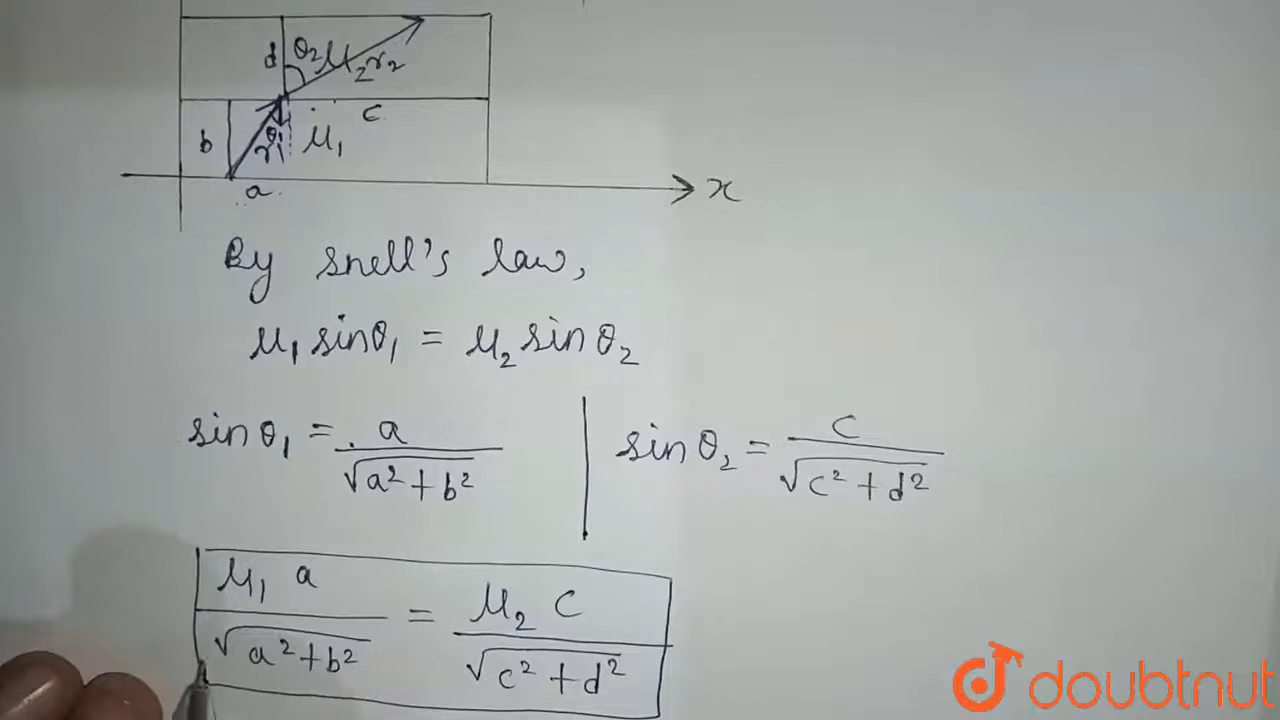 d θ₂ μ₂ r₂
c
b θ₁ r₁ μ₁
a x
By snell's law,
μ₁ sinθ₁ = μ₂ sinθ₂
sinθ₁ = a / √(a²+b²) | sinθ₂ = c / √(c²+d²)
μ₁ a / √(a²+b²) = μ₂ c / √(c²+d²)
doubtnut